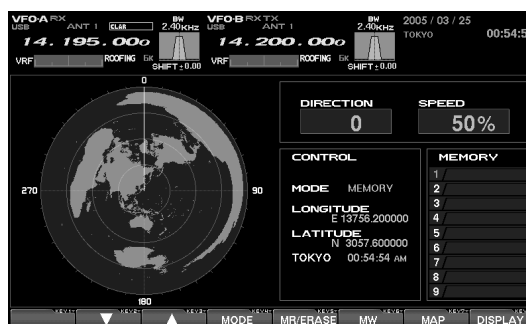 VFO-A RX
USB ANT 1 CLAR
BW
2.40KHz
14. 195. 00o
VRF ROOFING 6K
SHIFT ± 0.00
VFO-B RX TX
USB ANT 1
BW
2.40KHz
14. 200. 00o
VRF ROOFING 6K
SHIFT ± 0.00
2005 / 03 / 25
TOKYO 00:54:5
0
270
90
180
DIRECTION
0
SPEED
50%
CONTROL
MODE MEMORY
LONGITUDE
E 13756.200000
LATITUDE
N 3057.600000
TOKYO 00:54:54 AM
MEMORY
1 /
2 /
3 /
4 /
5 /
6 /
7 /
8 /
9 /
MODE
MR/ERASE
MW
MAP
DISPLAY